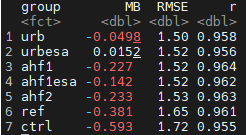 group MB RMSE r
<fct> <dbl> <dbl> <dbl>
1 urb -0.0498 1.50 0.958
2 urbesa 0.0152 1.52 0.956
3 ahf1 -0.227 1.52 0.964
4 ahf1esa -0.142 1.52 0.962
5 ahf2 -0.233 1.53 0.963
6 ref -0.381 1.65 0.961
7 ctrl -0.593 1.72 0.955